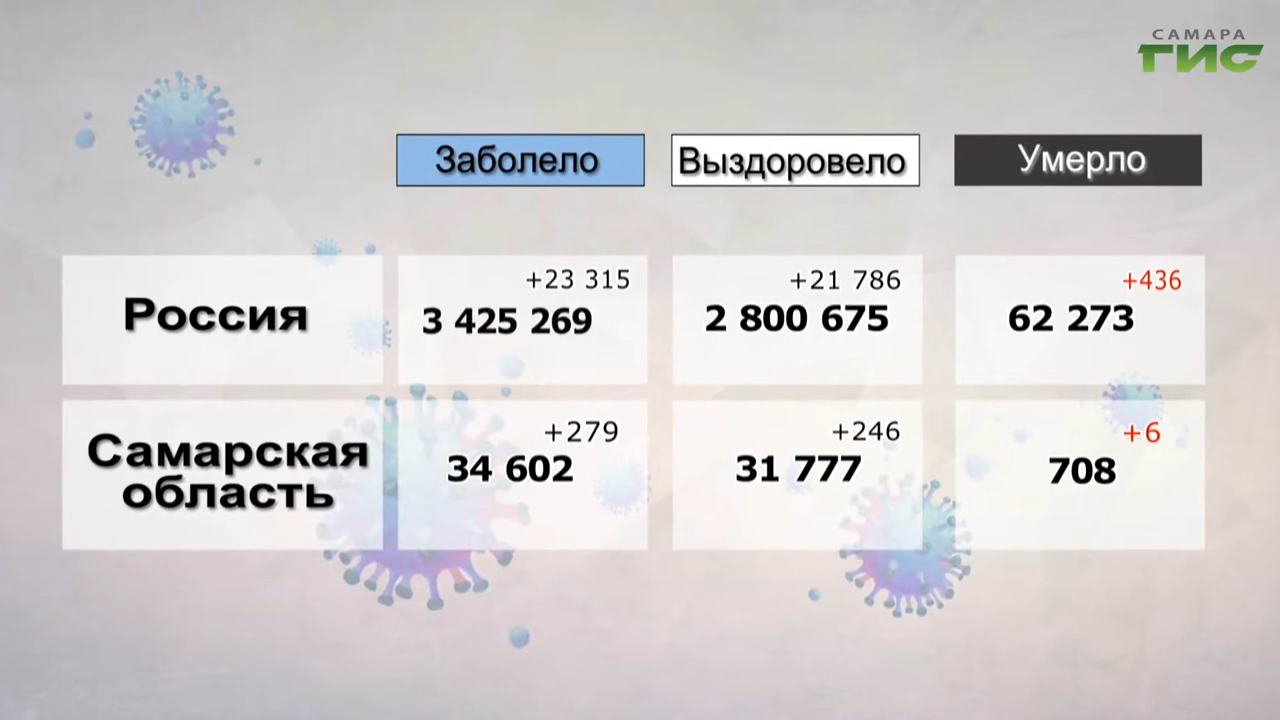 САМАРА
ГИС
Заболело Выздоровело Умерло
+23 315 +21 786 +436
Россия 3 425 269 2 800 675 62 273
+279 +246 +6
Самарская
область 34 602 31 777 708